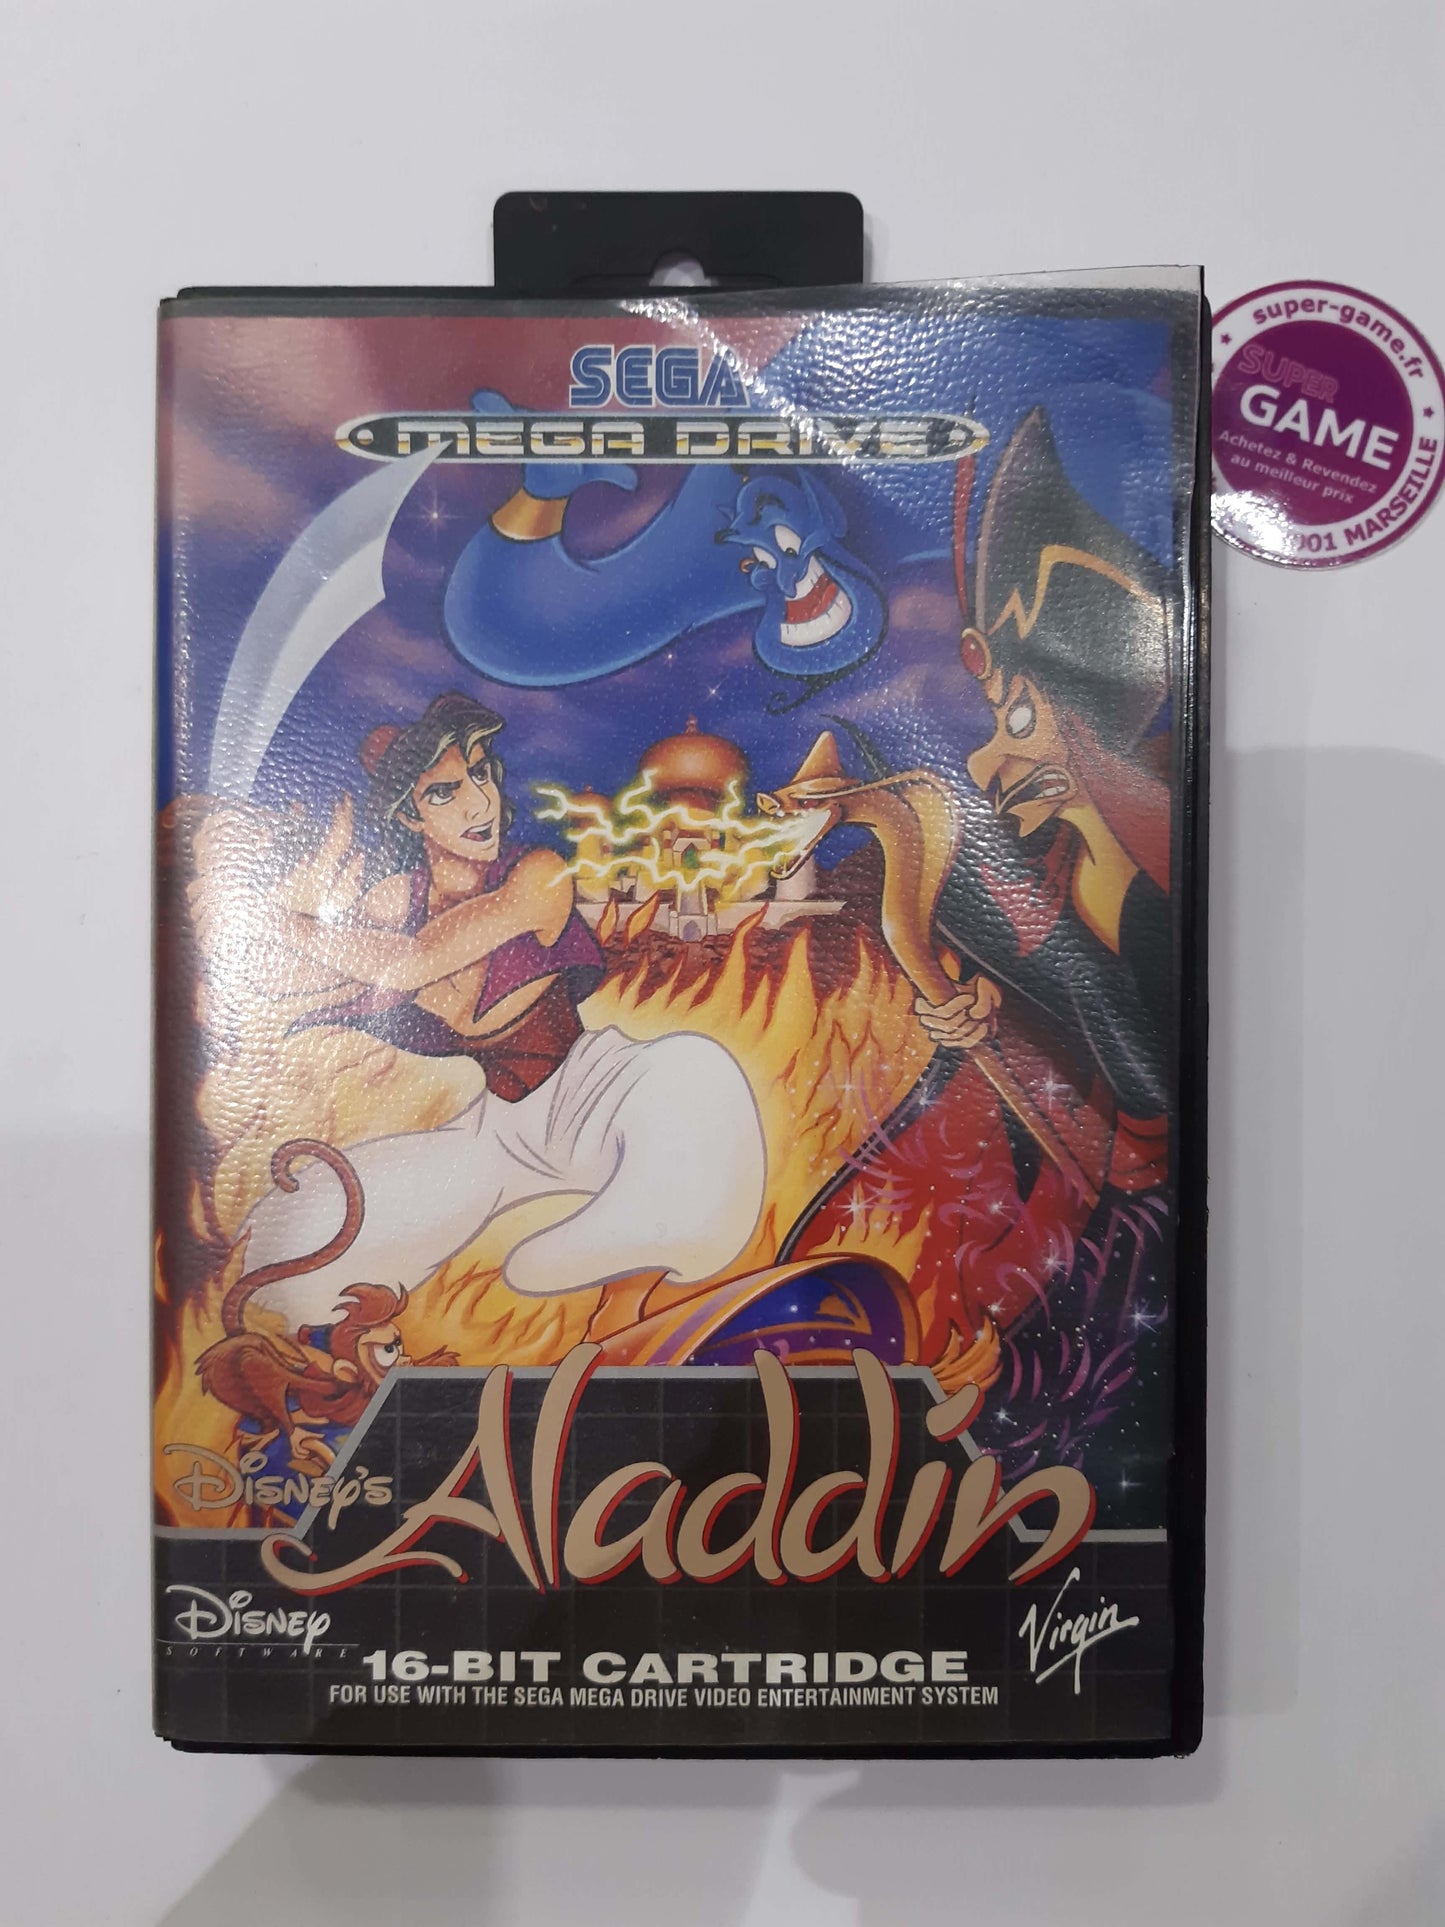 SEGA
MEGA DRIVE
super-game.fr
SUPER
GAME
Achetez & Revendez
au meilleur prix
001 MARSEILLE
DISNEY'S
Aladdin
DISNEY
SOFTWARE
Virgin
16-BIT CARTRIDGE
FOR USE WITH THE SEGA MEGA DRIVE VIDEO ENTERTAINMENT SYSTEM